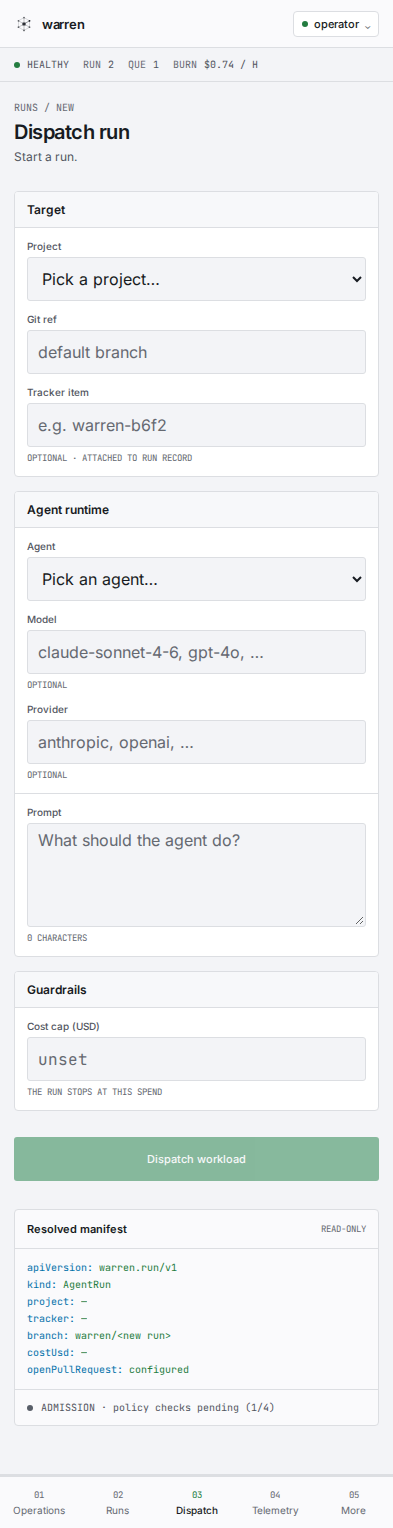 warren
operator
HEALTHY RUN 2 QUE 1 BURN $0.74 / H
RUNS / NEW
Dispatch run
Start a run.
Target
Project
Pick a project...
Git ref
default branch
Tracker item
e.g. warren-b6f2
OPTIONAL · ATTACHED TO RUN RECORD
Agent runtime
Agent
Pick an agent...
Model
claude-sonnet-4-6, gpt-4o, ...
OPTIONAL
Provider
anthropic, openai, ...
OPTIONAL
Prompt
What should the agent do?
0 CHARACTERS
Guardrails
Cost cap (USD)
unset
THE RUN STOPS AT THIS SPEND
Dispatch workload
Resolved manifest READ-ONLY
apiVersion: warren.run/v1
kind: AgentRun
project: —
tracker: —
branch: warren/<new run>
costUsd: —
openPullRequest: configured
ADMISSION · policy checks pending (1/4)
01 02 03 04 05
Operations Runs Dispatch Telemetry More